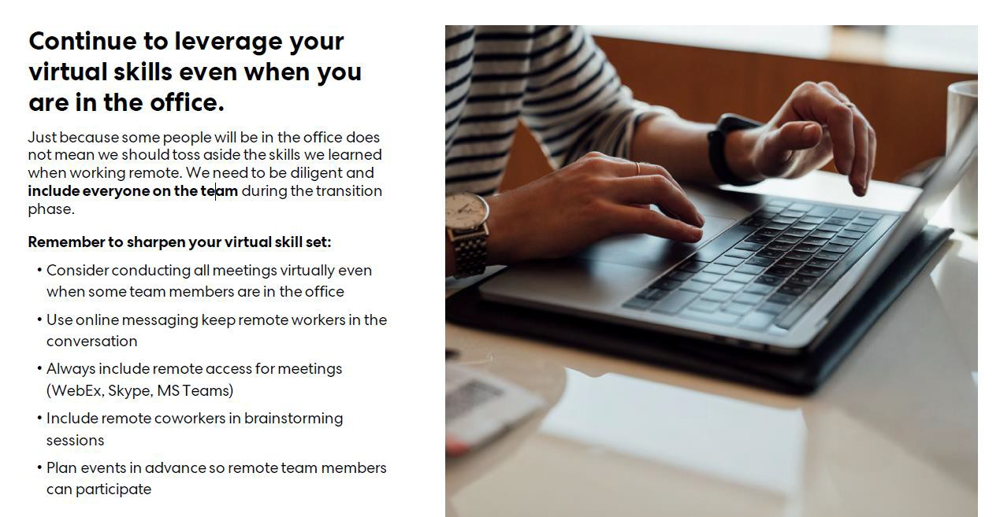 Continue to leverage your
virtual skills even when you
are in the office.
Just because some people will be in the office does
not mean we should toss aside the skills we learned
when working remote. We need to be diligent and
include everyone on the team during the transition
phase.
Remember to sharpen your virtual skill set:
• Consider conducting all meetings virtually even
when some team members are in the office
• Use online messaging keep remote workers in the
conversation
• Always include remote access for meetings
(WebEx, Skype, MS Teams)
• Include remote coworkers in brainstorming
sessions
• Plan events in advance so remote team members
can participate